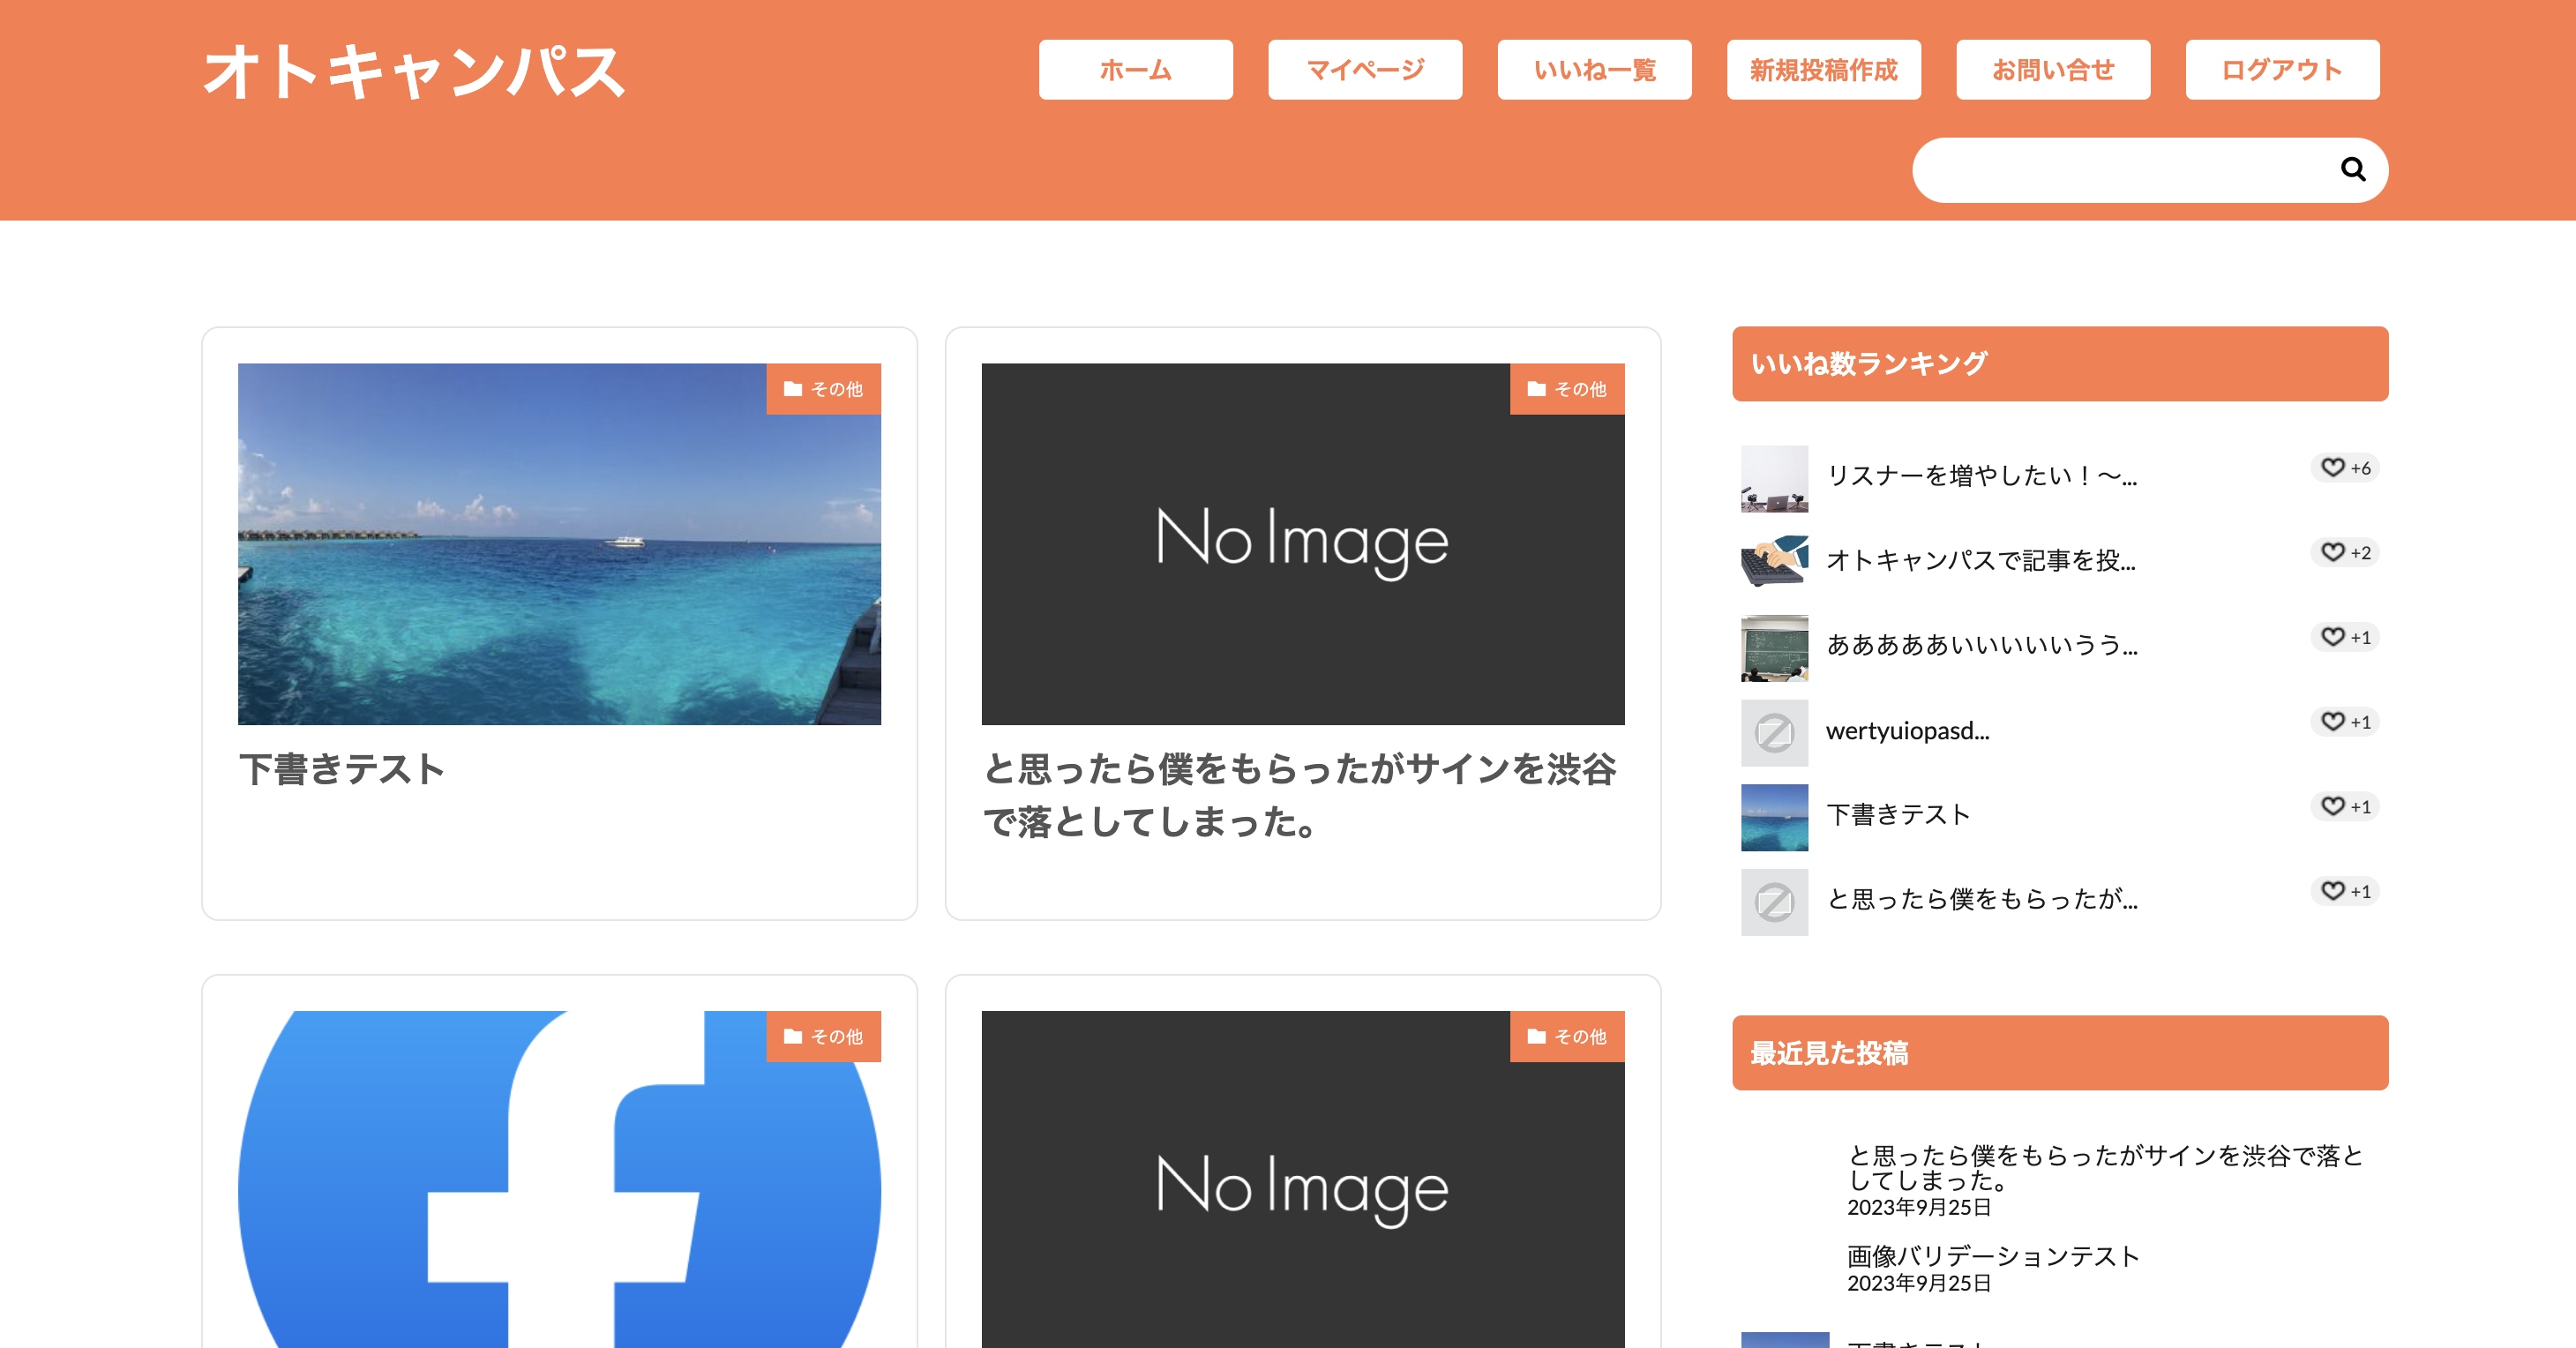 オトキャンパス
ホーム
マイページ
いいね一覧
新規投稿作成
お問い合せ
ログアウト
その他
下書きテスト
その他
No Image
と思ったら僕をもらったがサインを渋谷
で落としてしまった。
その他
その他
No Image
いいね数ランキング
リスナーを増やしたい！〜...
+6
オトキャンパスで記事を投...
+2
あああああいいいいいうう...
+1
wertyuiopasd...
+1
下書きテスト
+1
と思ったら僕をもらったが...
+1
最近見た投稿
と思ったら僕をもらったがサインを渋谷で落と
してしまった。
2023年9月25日
画像バリデーションテスト
2023年9月25日
下書きテスト